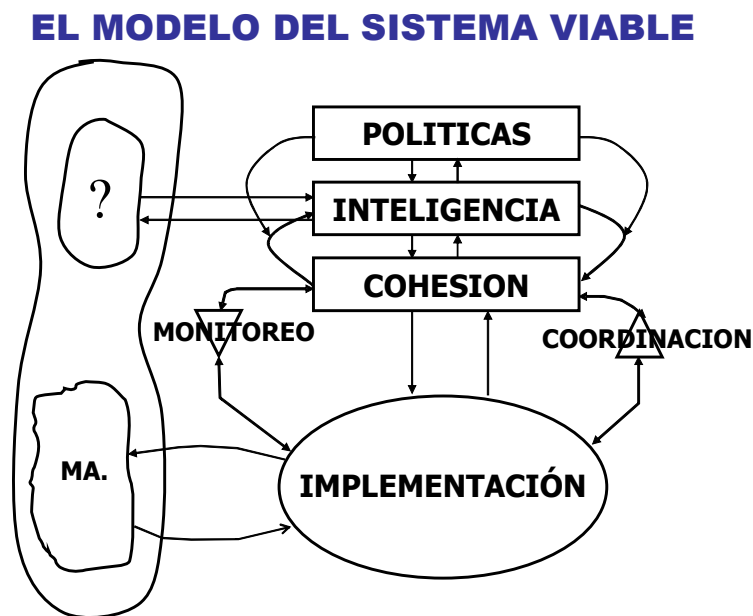 EL MODELO DEL SISTEMA VIABLE
POLITICAS
?
INTELIGENCIA
COHESION
MONITOREO
COORDINACION
MA.
IMPLEMENTACIÓN